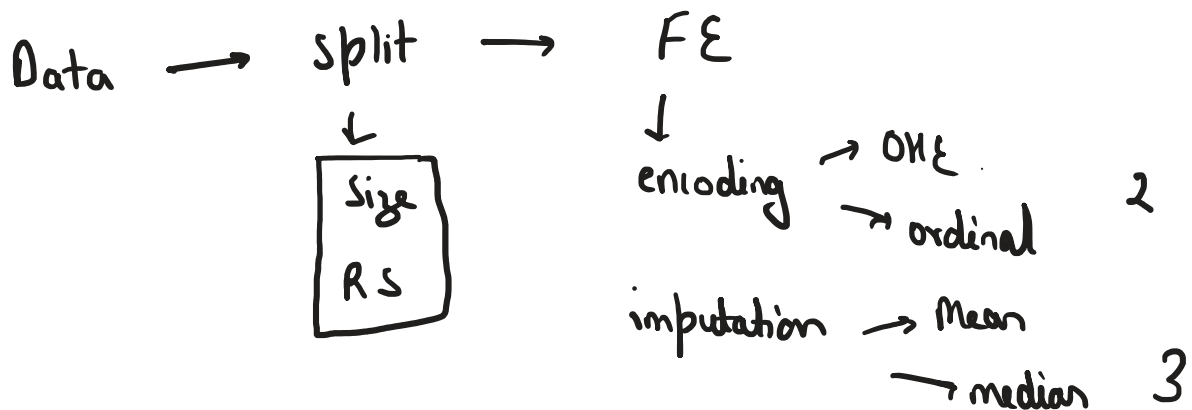 Data → split → FE
↓ ↓
Size
RS
encoding → OHE
→ ordinal 2
imputation → Mean
→ median 3